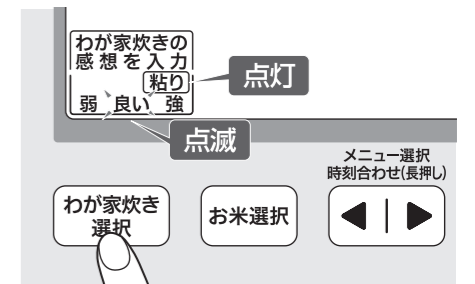 わが家炊きの
感想を入力
粘り
弱 良い 強
点灯
点滅
メニュー選択
時刻合わせ(長押し)
わが家炊き
選択
お米選択